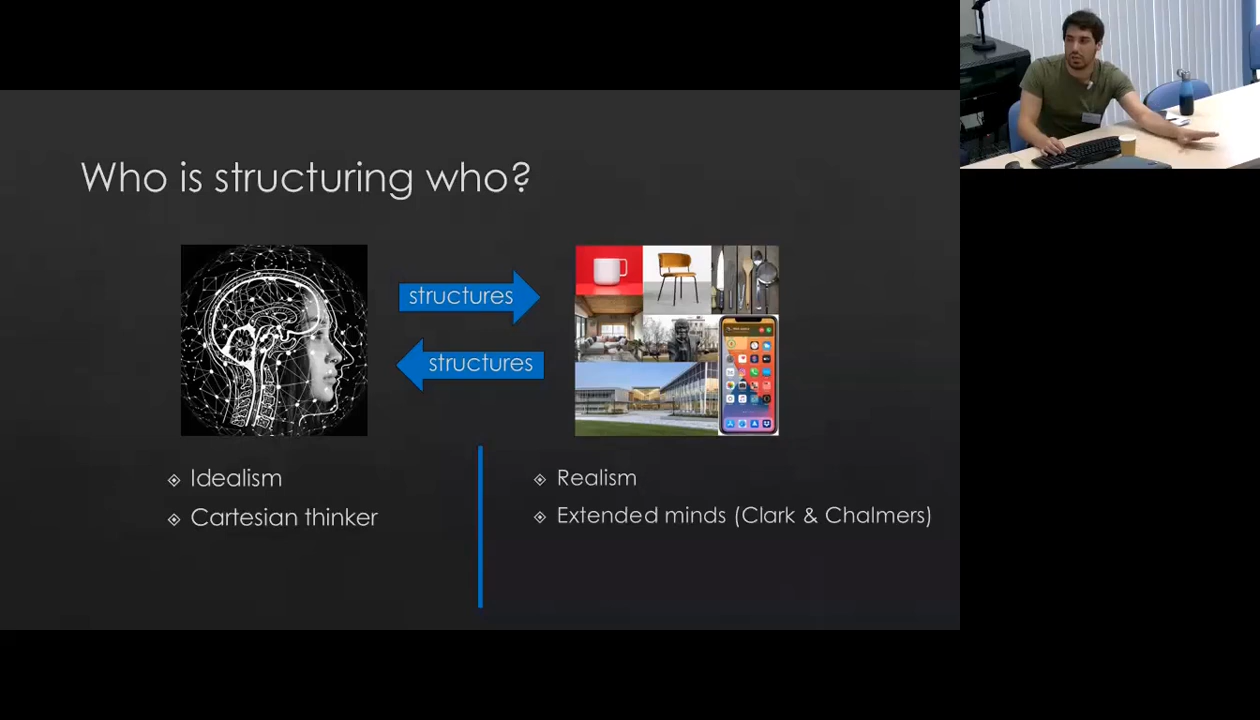 Who is structuring who?
structures
structures
Idealism
Cartesian thinker
Realism
Extended minds (Clark & Chalmers)